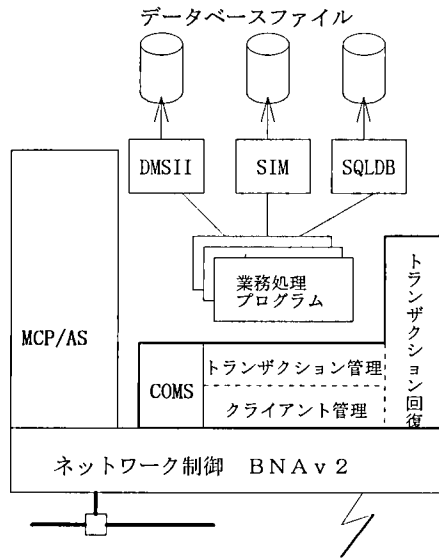 データベースファイル
DMSII
SIM
SQLDB
業務処理
プログラム
MCP/AS
COMS
トランザクション管理
クライアント管理
トランザクション回復
ネットワーク制御 BNAv2